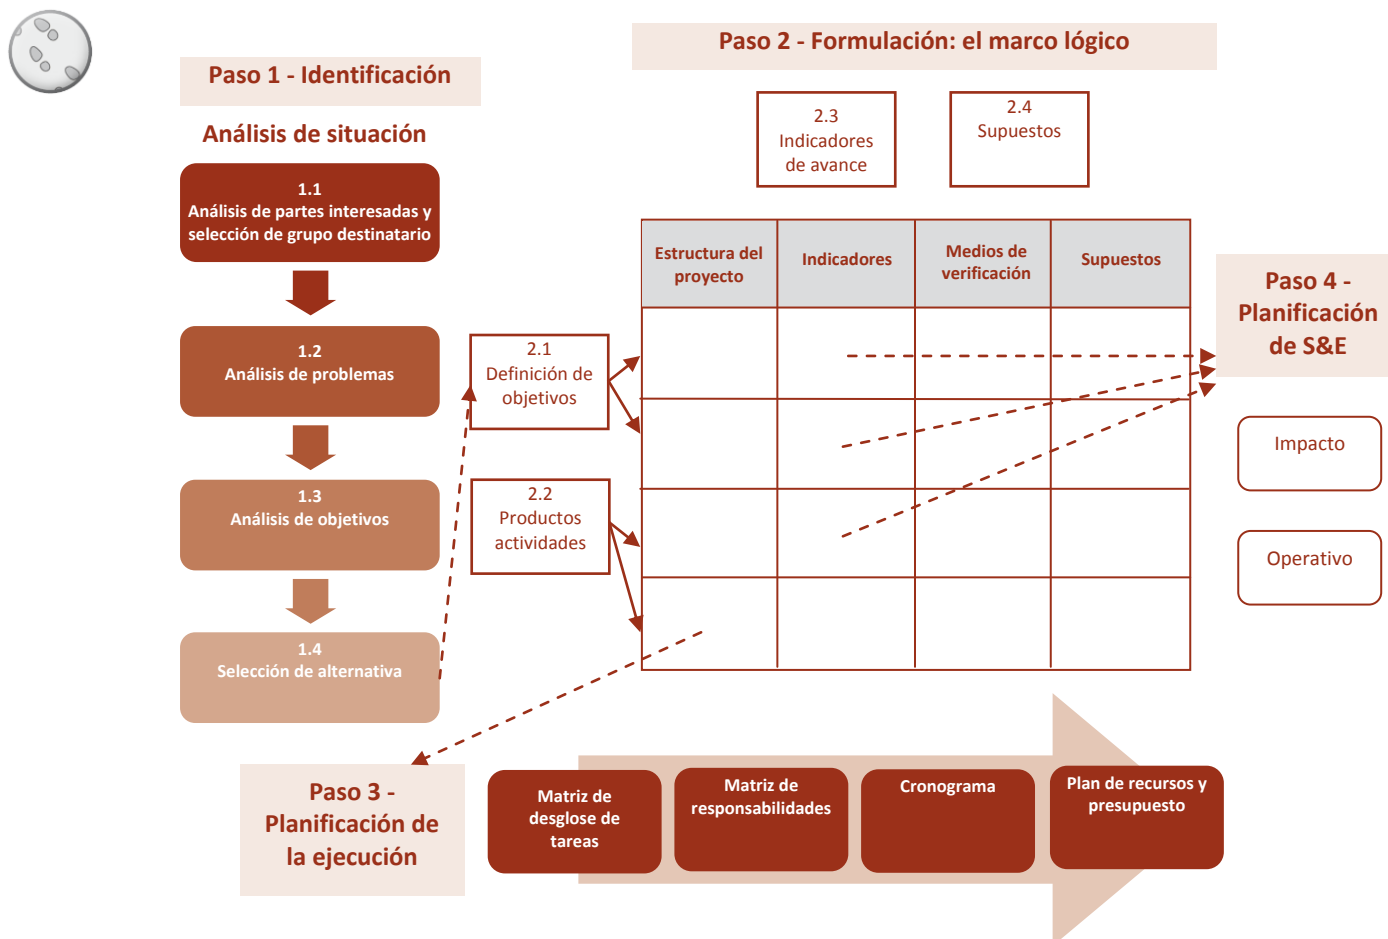 Paso 1 - Identificación
Análisis de situación
1.1
Análisis de partes interesadas y
selección de grupo destinatario
1.2
Análisis de problemas
1.3
Análisis de objetivos
1.4
Selección de alternativa
Paso 2 - Formulación: el marco lógico
2.3
Indicadores
de avance
2.4
Supuestos
2.1
Definición de
objetivos
2.2
Productos
actividades
Estructura del
proyecto
Indicadores
Medios de
verificación
Supuestos
Paso 4 -
Planificación
de S&E
Impacto
Operativo
Paso 3 -
Planificación de
la ejecución
Matriz de
desglose de
tareas
Matriz de
responsabilidades
Cronograma
Plan de recursos y
presupuesto